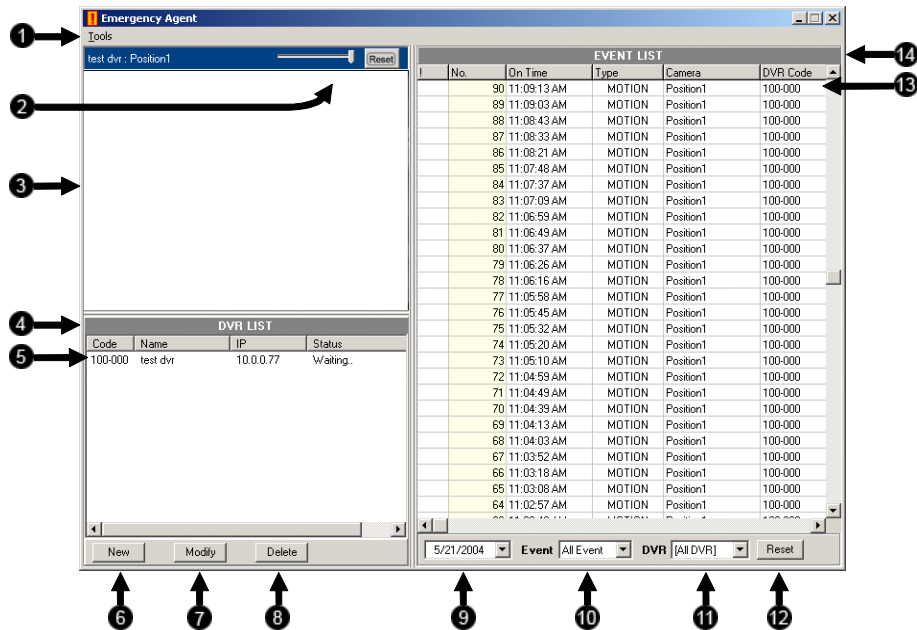 Emergency Agent
1 Tools
14
test dvr : Position1 Reset
EVENT LIST
! No. On Time Type Camera DVR Code
13
2
3
90 11:09:13 AM MOTION Position1 100-000
89 11:09:03 AM MOTION Position1 100-000
88 11:08:43 AM MOTION Position1 100-000
87 11:08:33 AM MOTION Position1 100-000
86 11:08:21 AM MOTION Position1 100-000
85 11:07:48 AM MOTION Position1 100-000
84 11:07:37 AM MOTION Position1 100-000
83 11:07:09 AM MOTION Position1 100-000
82 11:06:59 AM MOTION Position1 100-000
81 11:06:49 AM MOTION Position1 100-000
80 11:06:37 AM MOTION Position1 100-000
79 11:06:26 AM MOTION Position1 100-000
78 11:06:16 AM MOTION Position1 100-000
77 11:05:58 AM MOTION Position1 100-000
76 11:05:45 AM MOTION Position1 100-000
75 11:05:32 AM MOTION Position1 100-000
74 11:05:20 AM MOTION Position1 100-000
73 11:05:10 AM MOTION Position1 100-000
72 11:04:59 AM MOTION Position1 100-000
71 11:04:49 AM MOTION Position1 100-000
70 11:04:39 AM MOTION Position1 100-000
69 11:04:13 AM MOTION Position1 100-000
68 11:04:03 AM MOTION Position1 100-000
67 11:03:52 AM MOTION Position1 100-000
66 11:03:18 AM MOTION Position1 100-000
65 11:03:08 AM MOTION Position1 100-000
64 11:02:57 AM MOTION Position1 100-000
4 DVR LIST
Code Name IP Status
5 100-000 test dvr 10.0.0.77 Waiting..
New Modify Delete
5/21/2004 Event All Event DVR [All DVR] Reset
6 7 8 9 10 11 12